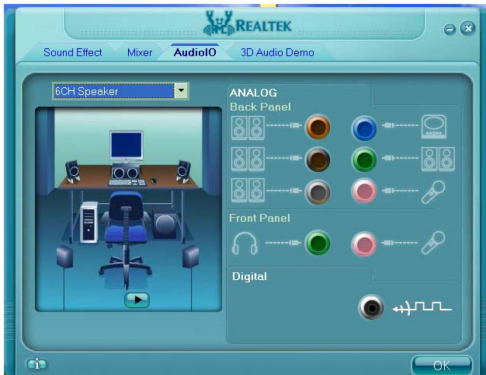 REALTEK
Sound Effect Mixer AudioIO 3D Audio Demo
6CH Speaker
ANALOG
Back Panel
Front Panel
Digital
OK